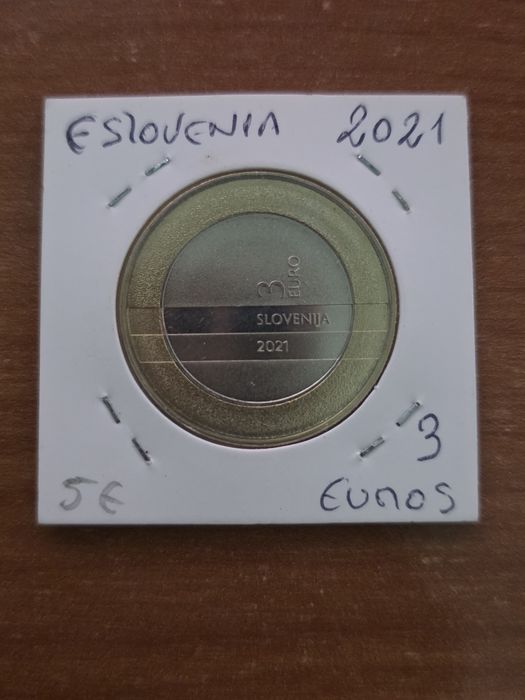 ESLOVENIA 2021
3
EURO
SLOVENIJA
2021
3
5€ EUROS